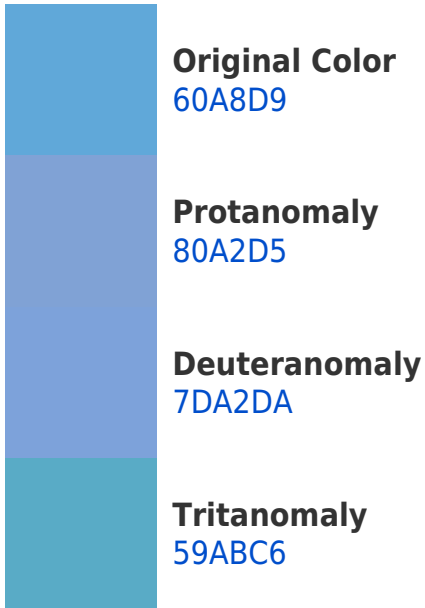 Original Color
60A8D9
Protanomaly
80A2D5
Deuteranomaly
7DA2DA
Tritanomaly
59ABC6